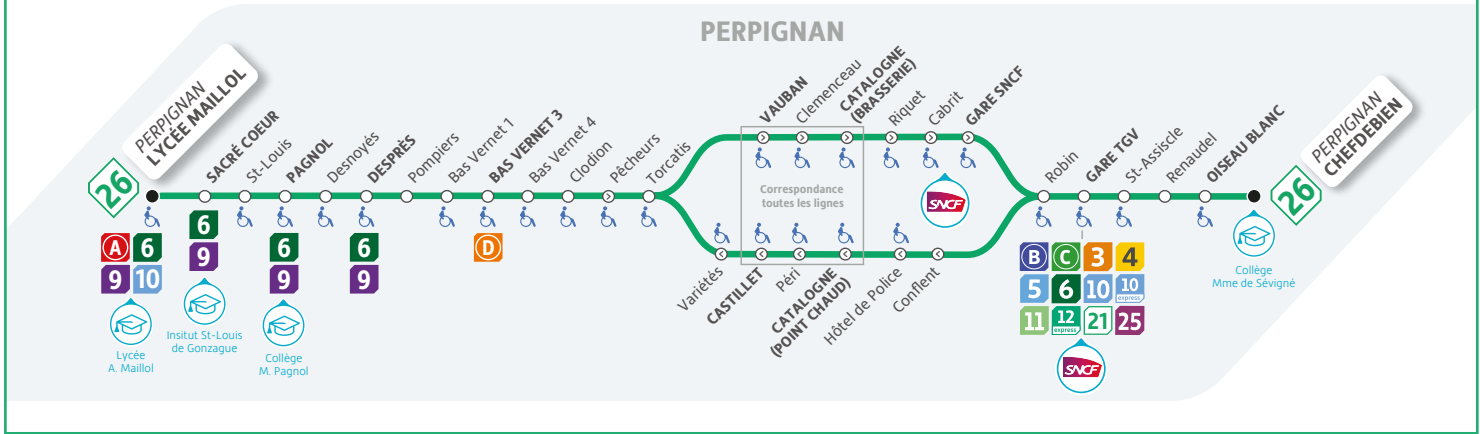 PERPIGNAN
26
PERPIGNAN
LYCÉE MAILLOL
SACRÉ COEUR
St-Louis
PAGNOL
Desnoyés
DESPRÈS
Pompiers
Bas Vernet 1
BAS VERNET 3
Bas Vernet 4
Clodion
Pêcheurs
Torcatis
VAUBAN
Clemenceau
CATALOGNE
(BRASSERIE)
Riquet
Cabrit
GARE SNCF
Correspondance
toutes les lignes
SNCF
Variétés
CASTILLET
Péri
CATALOGNE
(POINT CHAUD)
Hôtel de Police
Conflent
Robin
GARE TGV
St-Assiscle
Renaudel
OISEAU BLANC
PERPIGNAN
CHEFDEBIEN
26
A 6
9 10
Lycée
A. Maillol
6
9
Insitut St-Louis
de Gonzague
6
9
Collège
M. Pagnol
6
9
D
B C 3 4
5 6 10 10 express
11 12 express 21 25
SNCF
Collège
Mme de Sévigné